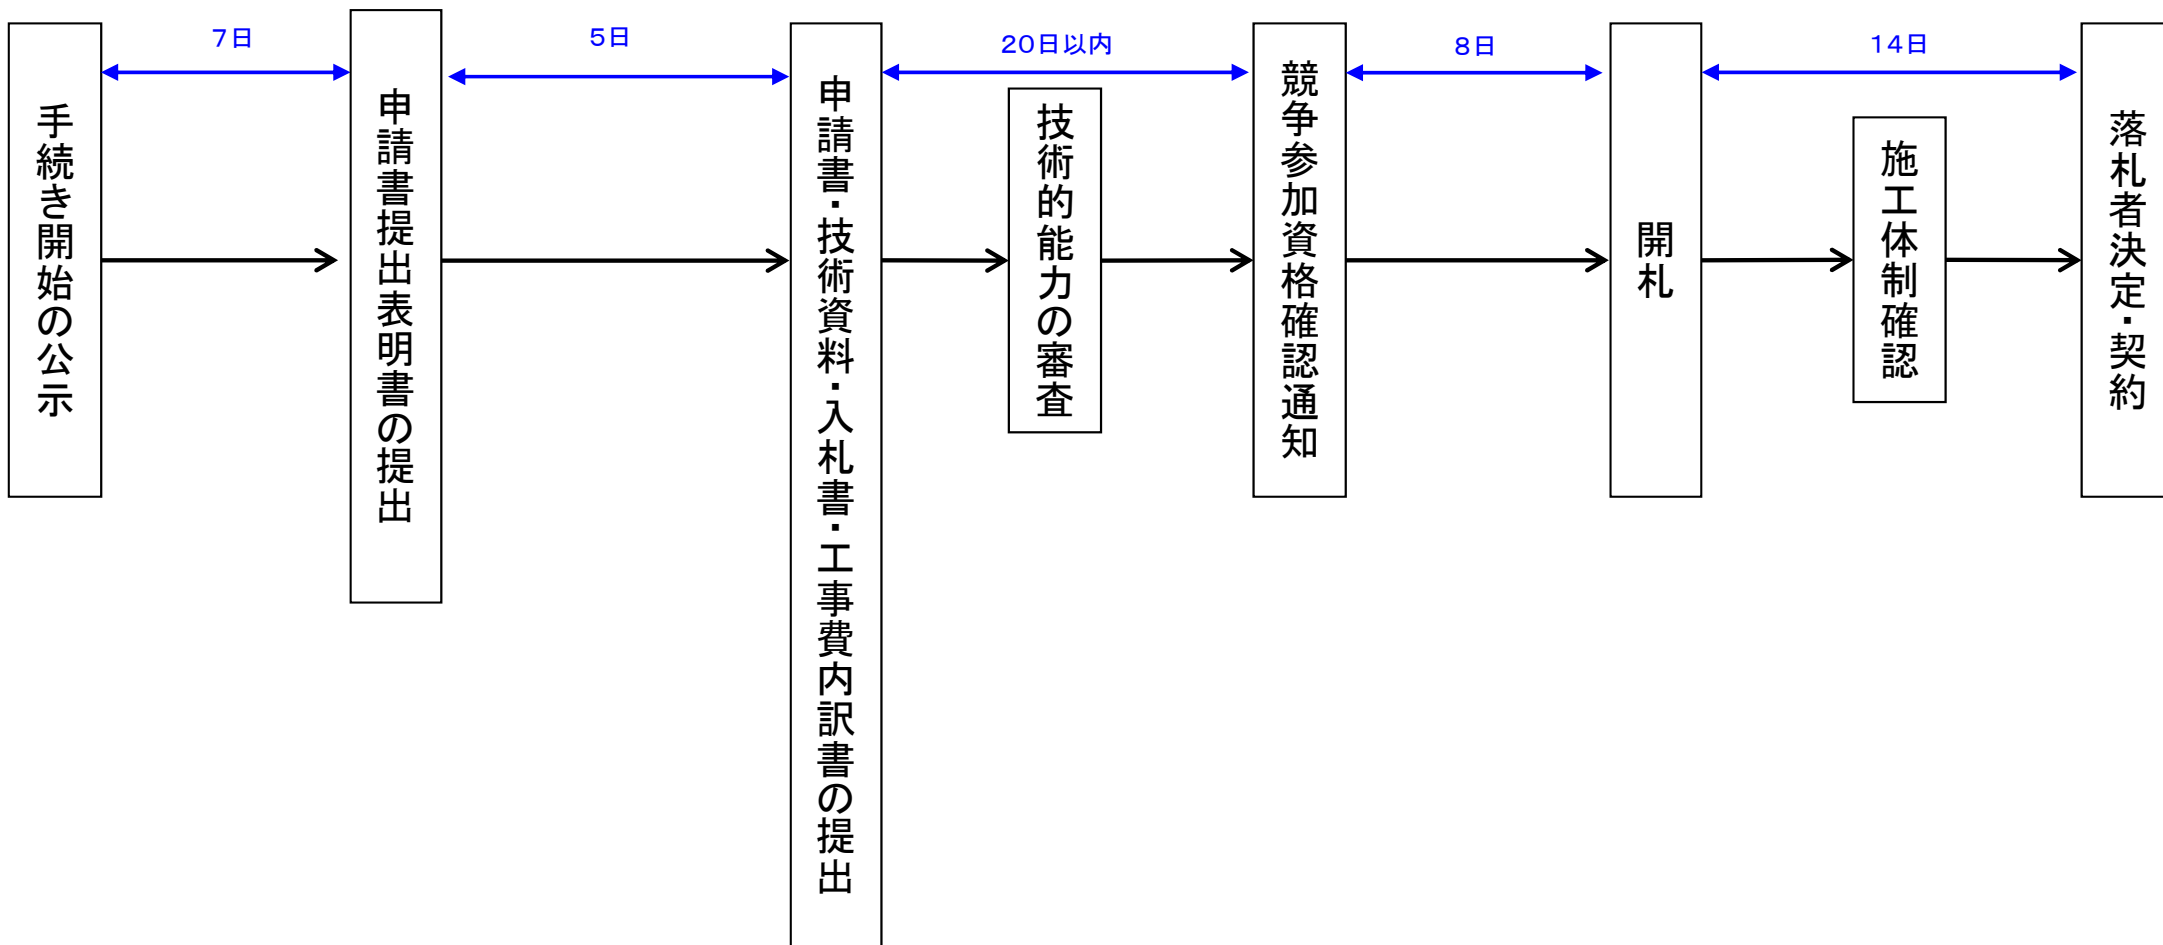 手続き開始の公示
7日
申請書提出表明書の提出
5日
申請書・技術資料・入札書・工事費内訳書の提出
20日以内
技術的能力の審査
競争参加資格確認通知
8日
開札
14日
施工体制確認
落札者決定・契約